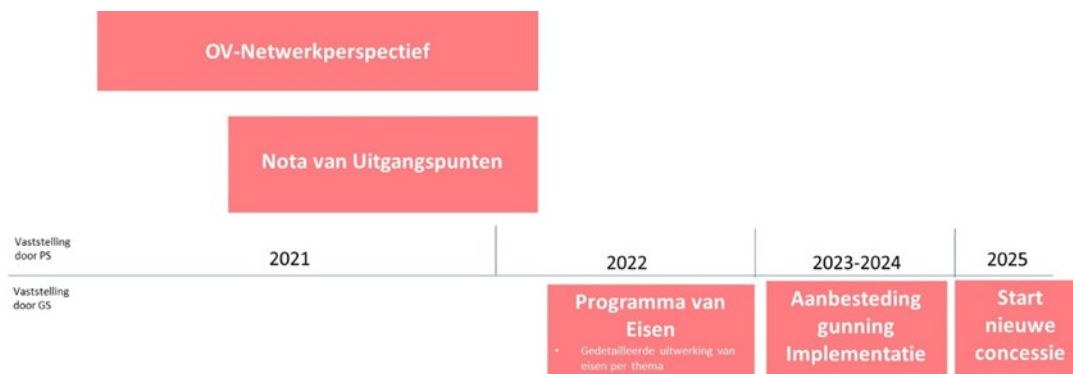 OV-Netwerkperspectief
Nota van Uitgangspunten
Vaststelling
door PS
2021
2022
2023-2024
2025
Vaststelling
door GS
Programma van
Eisen
• Gedetailleerde uitwerking van
eisen per thema
Aanbesteding
gunning
Implementatie
Start
nieuwe
concessie